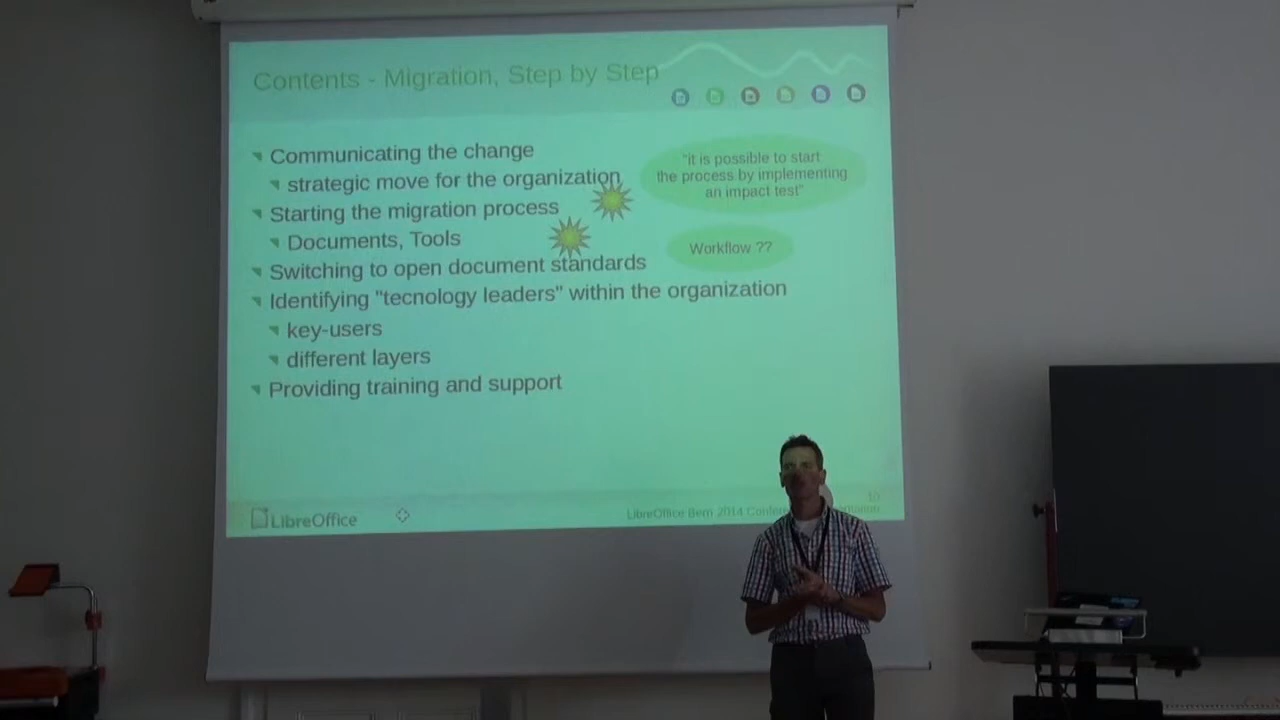 Contents - Migration, Step by Step
Communicating the change
strategic move for the organization
Starting the migration process
Documents, Tools
Switching to open document standards
Identifying "tecnology leaders" within the organization
key-users
different layers
Providing training and support
"it is possible to start
the process by implementing
an impact test"
Workflow ??
LibreOffice
LibreOffice Bern 2014
10